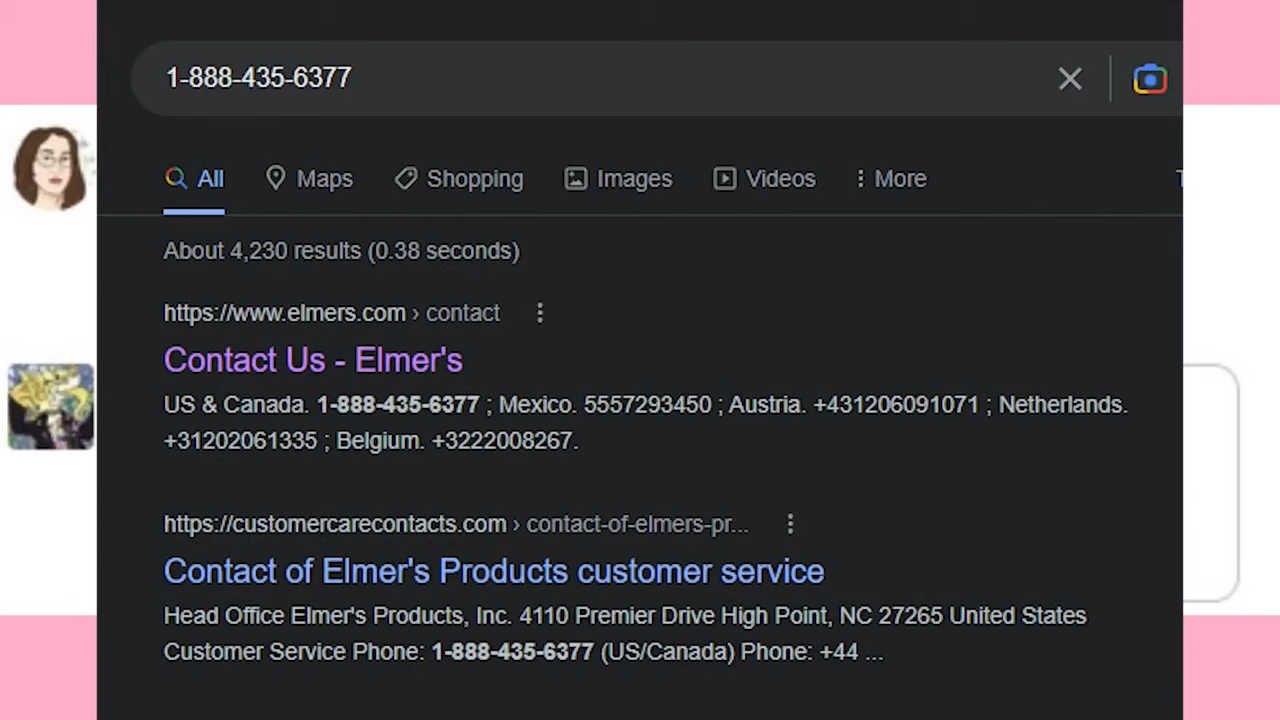 1-888-435-6377
All Maps Shopping Images Videos More
About 4,230 results (0.38 seconds)
https://www.elmers.com › contact
Contact Us - Elmer's
US & Canada. 1-888-435-6377 ; Mexico. 5557293450 ; Austria. +431206091071 ; Netherlands.
+31202061335 ; Belgium. +3222008267.
https://customercarecontacts.com › contact-of-elmers-pr...
Contact of Elmer's Products customer service
Head Office Elmer's Products, Inc. 4110 Premier Drive High Point, NC 27265 United States
Customer Service Phone: 1-888-435-6377 (US/Canada) Phone: +44 ...